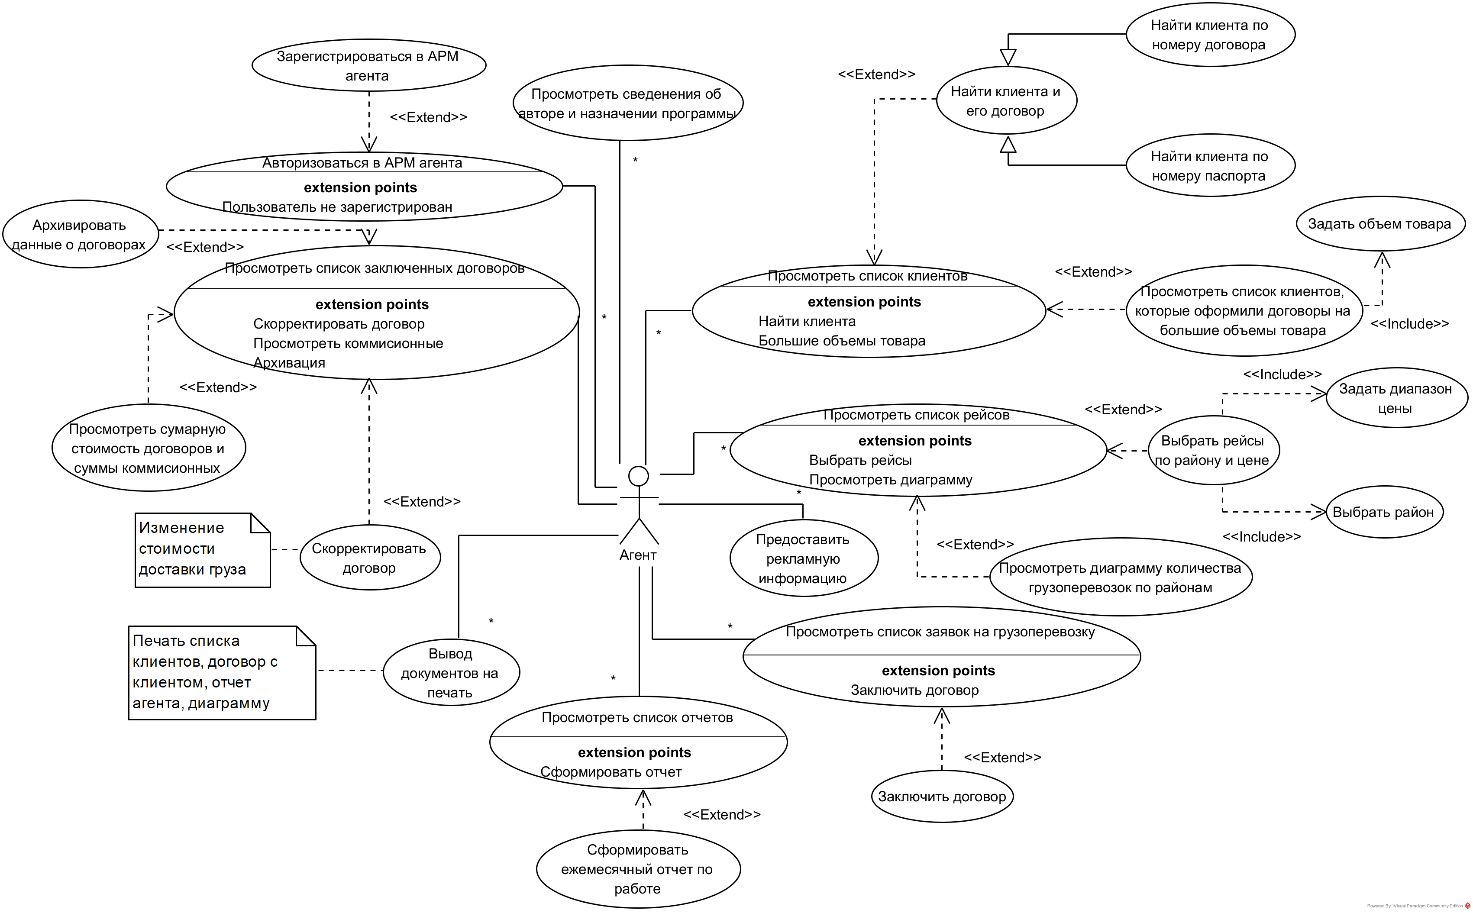 Зарегистрироваться в АРМ
агента
<<Extend>>
Авторизоваться в АРМ агента
extension points
Пользователь не зарегистрирован
Просмотреть сведенения об
авторе и назначении программы
*
<<Extend>>
Найти клиента и
его договор
Найти клиента по
номеру договора
Найти клиента по
номеру паспорта
Архивировать
данные о договорах
<<Extend>>
Просмотреть список заключенных договоров
extension points
Скорректировать договор
Просмотреть коммисионные
Архивация
*
<<Extend>>
Просмотреть сумарную
стоимость договоров и
суммы коммисионных
<<Extend>>
Изменение
стоимости
доставки груза
Скорректировать
договор
Просмотреть список клиентов
extension points
Найти клиента
Большие объемы товара
*
<<Extend>>
Просмотреть список клиентов,
которые оформили договоры на
большие объемы товара
Задать объем товара
<<Include>>
Просмотреть список рейсов
extension points
Выбрать рейсы
Просмотреть диаграмму
*
<<Extend>>
Выбрать рейсы
по району и цене
<<Include>>
Задать диапазон
цены
Выбрать район
<<Include>>
<<Extend>>
Просмотреть диаграмму количества
грузоперевозок по районам
Агент
*
Предоставить
рекламную
информацию
Печать списка
клиентов, договор с
клиентом, отчет
агента, диаграмму
*
Вывод
документов на
печать
*
Просмотреть список заявок на грузоперевозку
extension points
Заключить договор
<<Extend>>
Заключить договор
*
Просмотреть список отчетов
extension points
Сформировать отчет
<<Extend>>
Сформировать
ежемесячный отчет по
работе
Powered By Visual Paradigm Community Edition